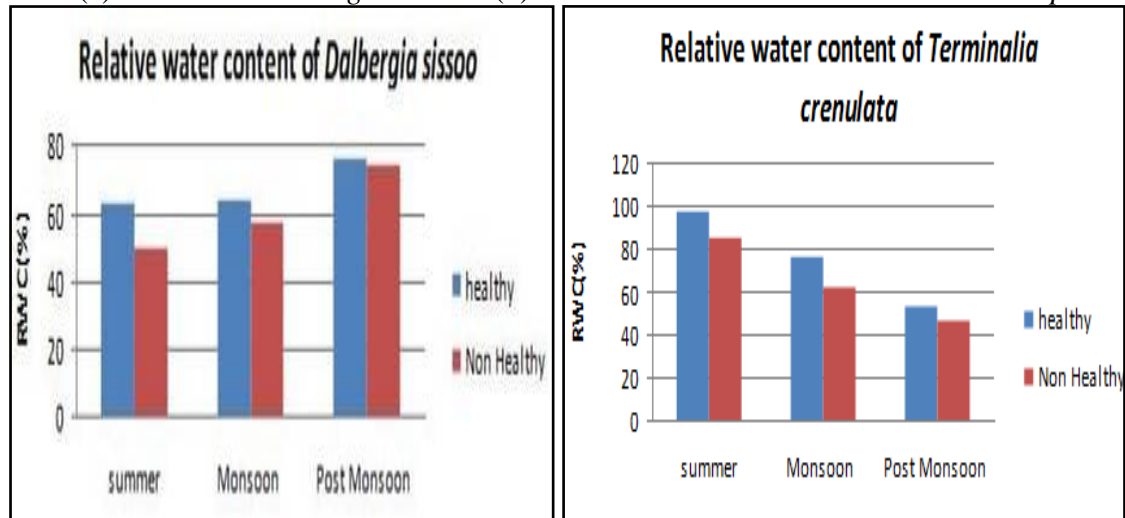 Relative water content of Dalbergia sissoo
80
60
40
20
0
RWC(%)
summer Monsoon Post Monsoon
healthy
Non Healthy
Relative water content of Terminalia
crenulata
120
100
80
60
40
20
0
RWC(%)
summer Monsoon Post Monsoon
healthy
Non Healthy